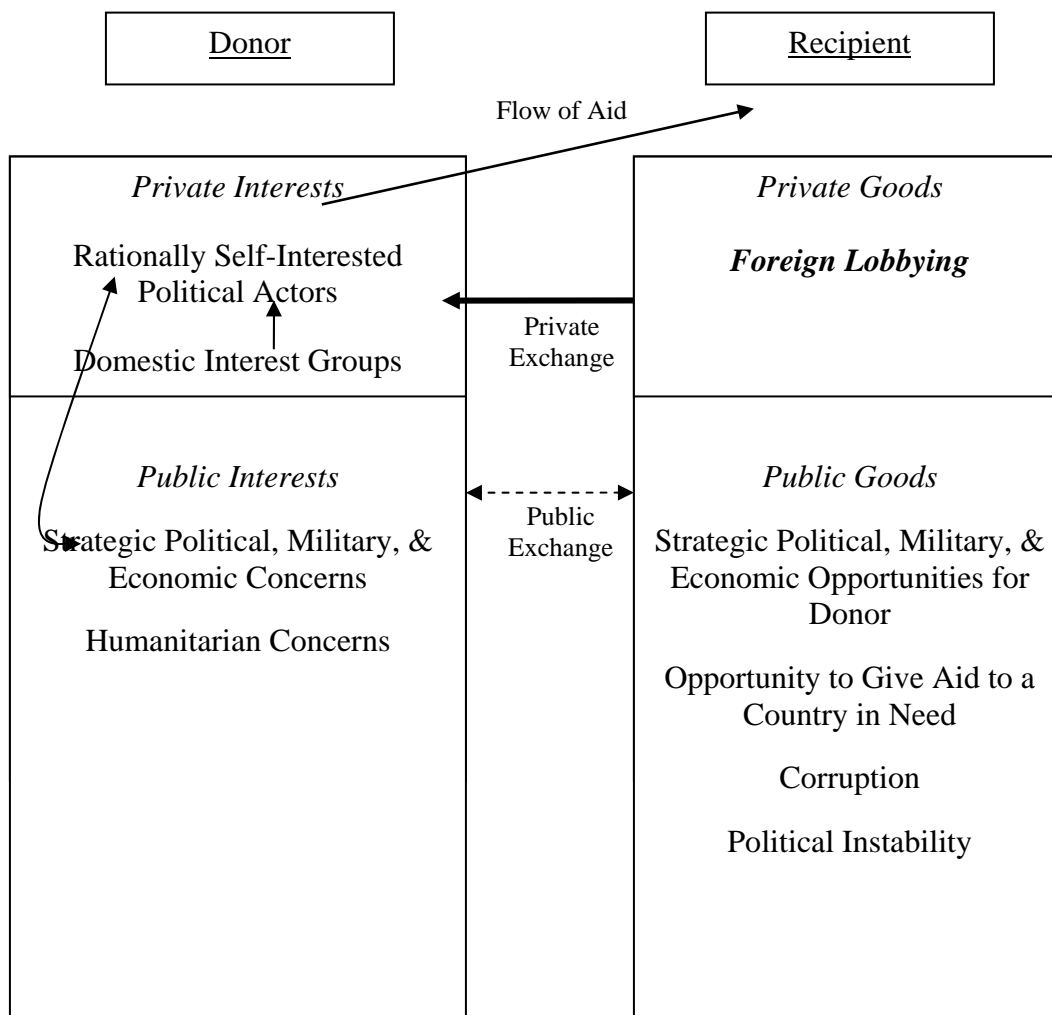 Donor
Recipient
Flow of Aid
Private Interests
Rationally Self-Interested
Political Actors
Domestic Interest Groups
Private
Exchange
Private Goods
Foreign Lobbying
Public Interests
Strategic Political, Military, &
Economic Concerns
Humanitarian Concerns
Public
Exchange
Public Goods
Strategic Political, Military, &
Economic Opportunities for
Donor
Opportunity to Give Aid to a
Country in Need
Corruption
Political Instability